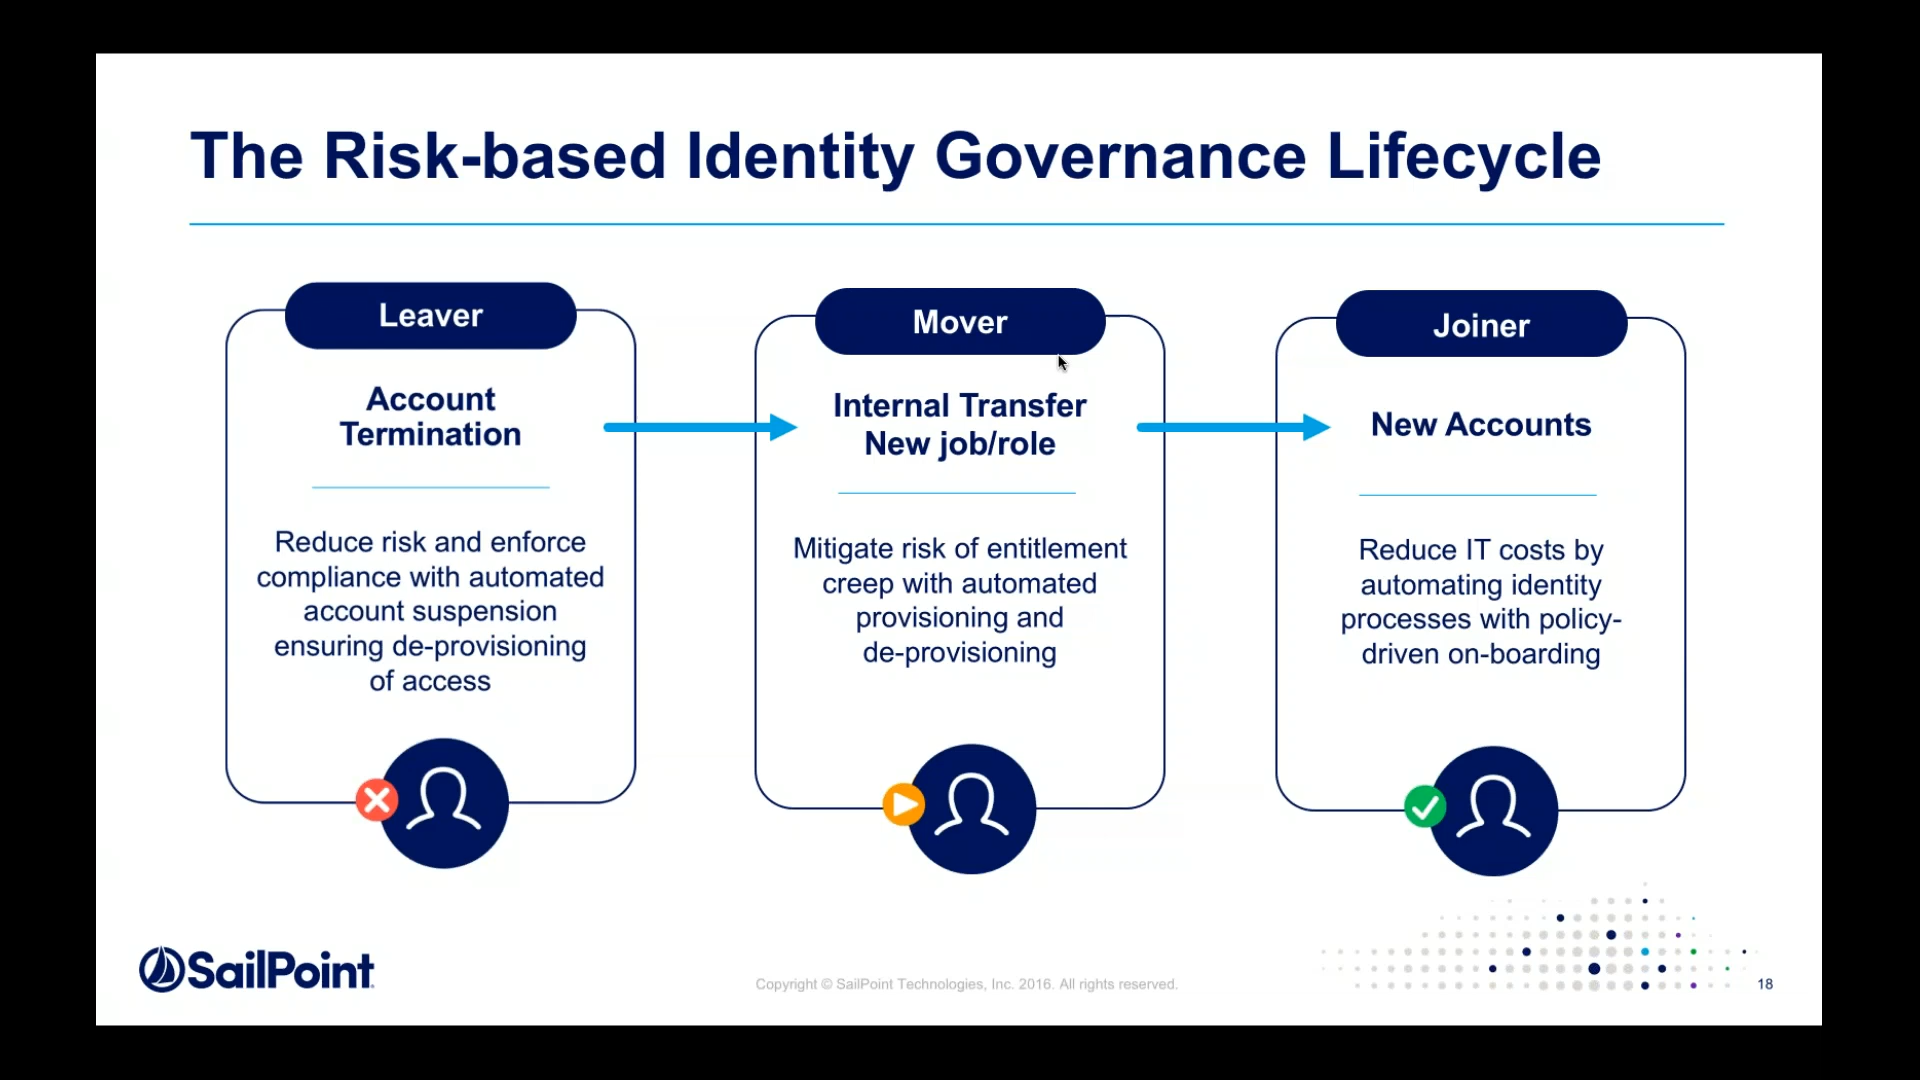 The Risk-based Identity Governance Lifecycle
Leaver
Account
Termination
Reduce risk and enforce
compliance with automated
account suspension
ensuring de-provisioning
of access
Mover
Internal Transfer
New job/role
Mitigate risk of entitlement
creep with automated
provisioning and
de-provisioning
Joiner
New Accounts
Reduce IT costs by
automating identity
processes with policy-
driven on-boarding
SailPoint
Copyright © SailPoint Technologies, Inc. 2016. All rights reserved.
18